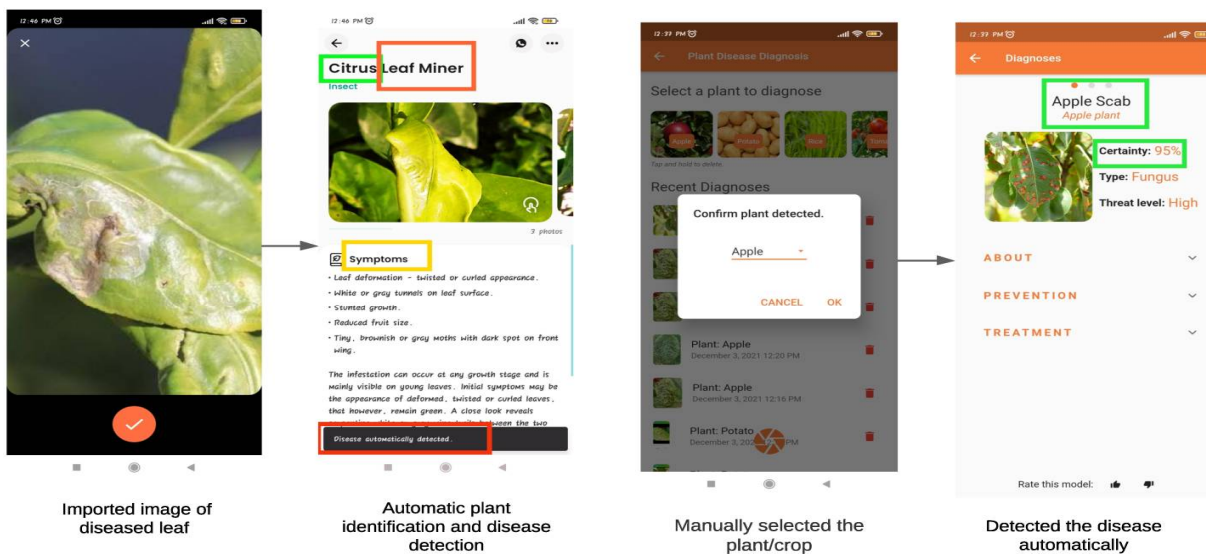 12:46 PM
Imported image of
diseased leaf
12:46 PM
Citrus Leaf Miner
Insect
3 photos
Symptoms
• Leaf deformation - twisted or curled appearance.
• White or gray tunnels on leaf surface.
• Stunted growth.
• Reduced fruit size.
• Tiny, brownish or gray moths with dark spot on front
wing.
The infestation can occur at any growth stage and is
mainly visible on young leaves. Initial symptoms may be
the appearance of deformed, twisted or curled leaves,
that however, remain green. A close look reveals
between the two
Disease automatically detected.
Automatic plant
identification and disease
detection
12:39 PM
Plant Disease Diagnosis
Select a plant to diagnose
Apple
Potato
Rice
Tap and hold to delete.
Recent Diagnoses
Confirm plant detected.
Apple
CANCEL OK
Plant: Apple
December 3, 2021 12:20 PM
Plant: Apple
December 3, 2021 12:16 PM
Plant: Potato
December 3, PM
Manually selected the
plant/crop
12:39 PM
Diagnoses
Apple Scab
Apple plant
Certainty: 95%
Type: Fungus
Threat level: High
ABOUT
PREVENTION
TREATMENT
Rate this model:
Detected the disease
automatically